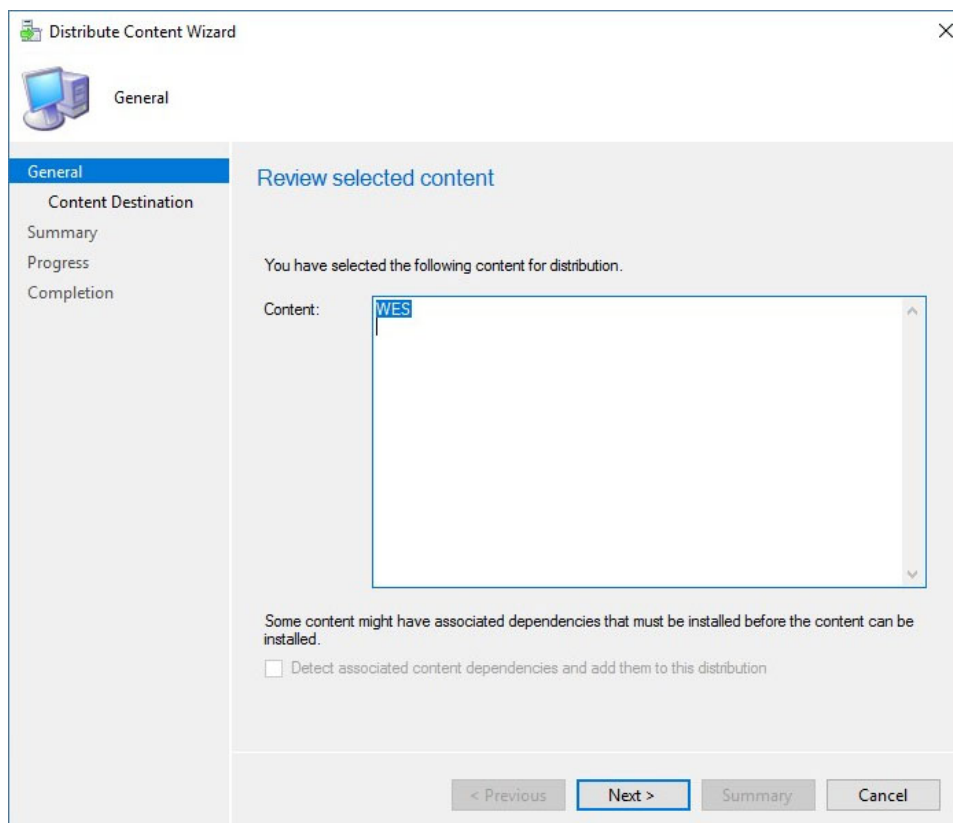 Distribute Content Wizard
General
General
Content Destination
Summary
Progress
Completion
Review selected content
You have selected the following content for distribution.
Content:
WES
Some content might have associated dependencies that must be installed before the content can be
installed.
Detect associated content dependencies and add them to this distribution
< Previous
Next >
Summary
Cancel